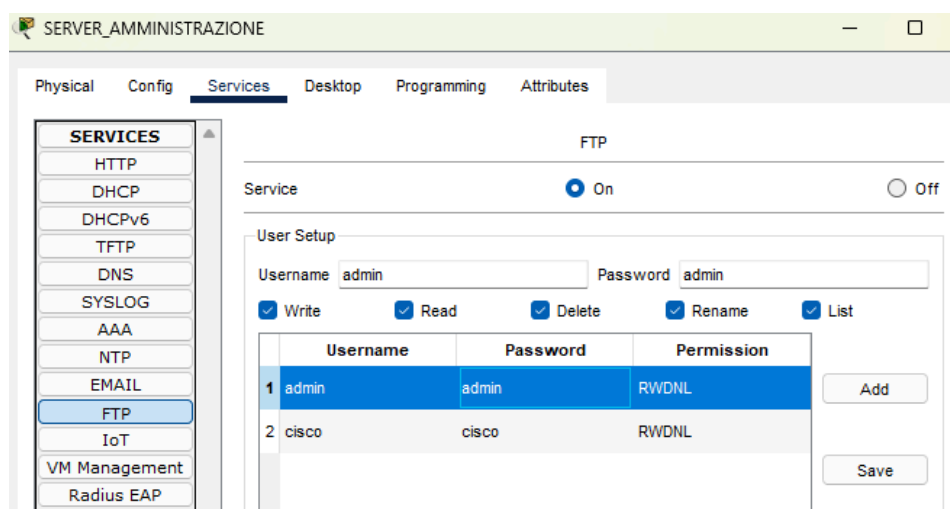 SERVER_AMMINISTRAZIONE
Physical Config Services Desktop Programming Attributes
SERVICES
HTTP
DHCP
DHCPv6
TFTP
DNS
SYSLOG
AAA
NTP
EMAIL
FTP
IoT
VM Management
Radius EAP
FTP
Service On Off
User Setup
Username admin Password admin
Write Read Delete Rename List
Username Password Permission
1 admin admin RWDNL
2 cisco cisco RWDNL
Add
Save